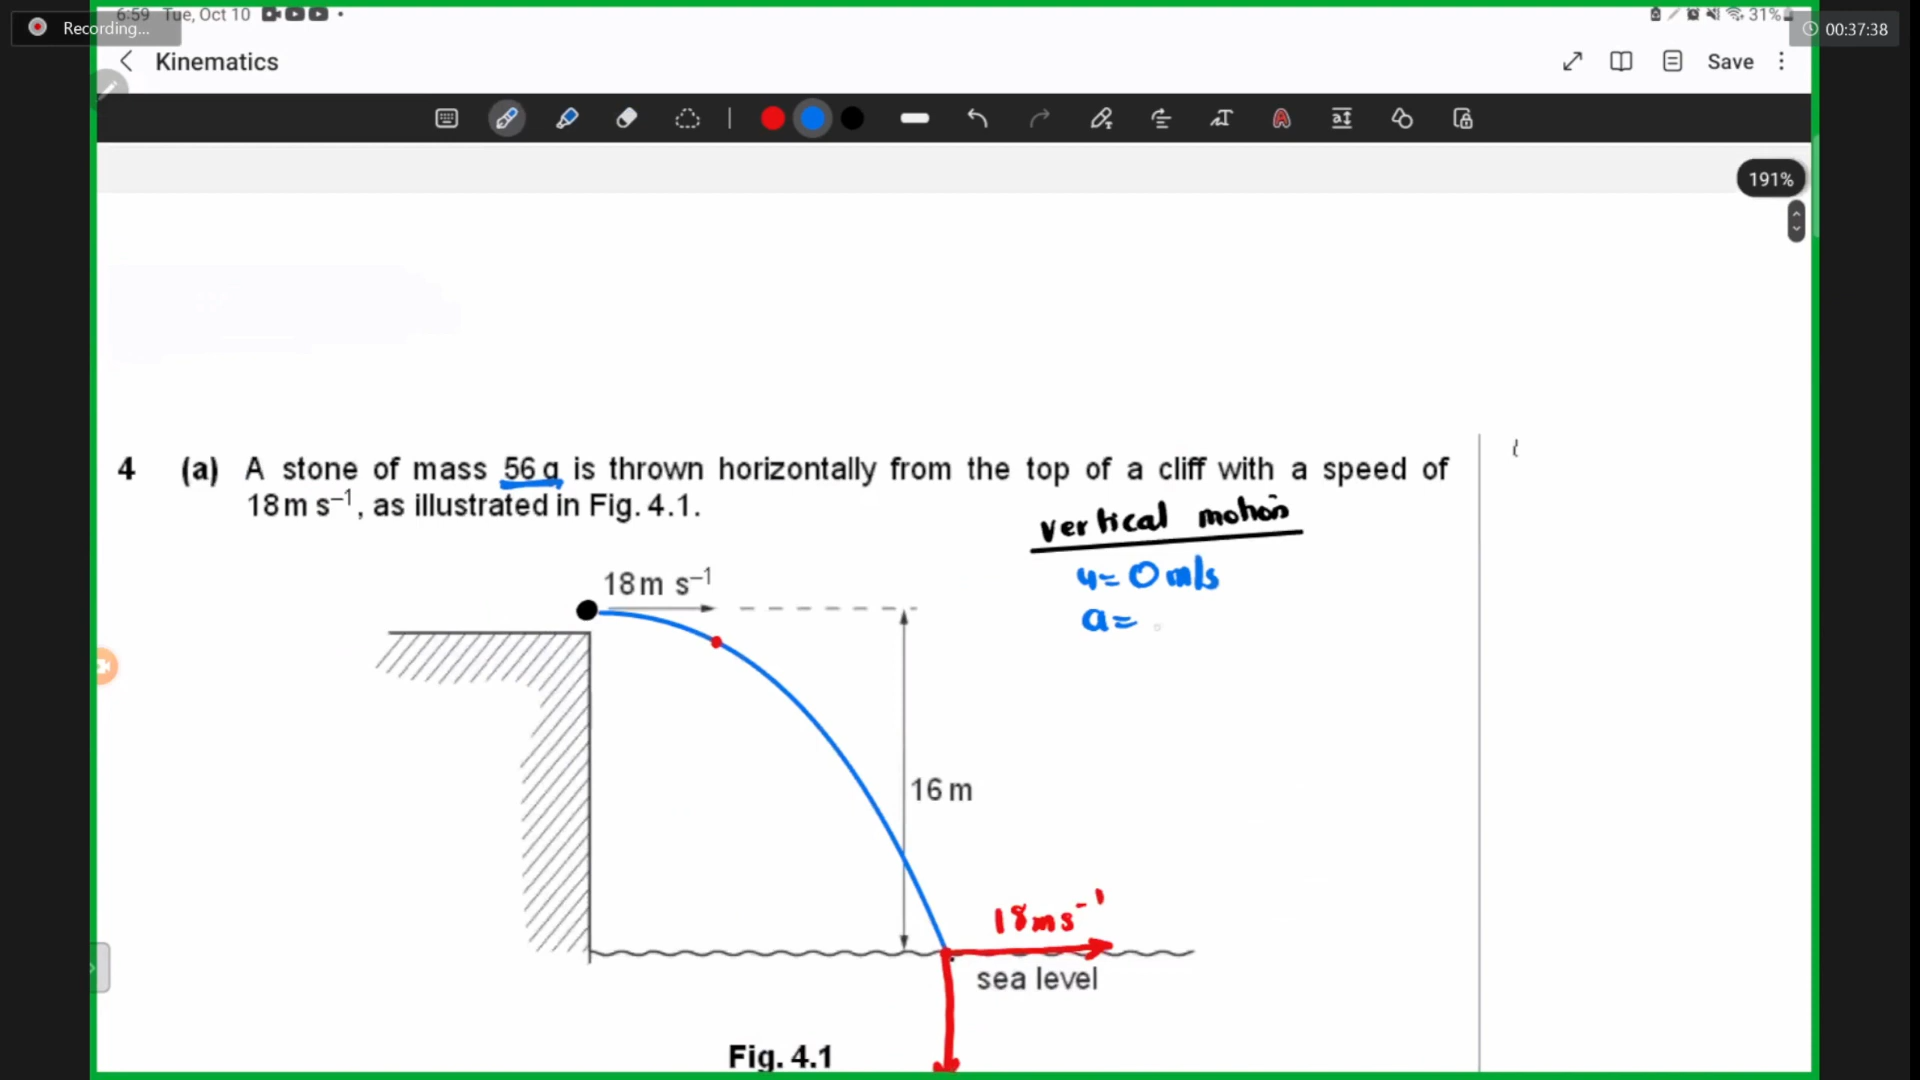 6:59 Tue, Oct 10
31%
Recording...
00:37:38
Kinematics
Save
191%
4 (a) A stone of mass 56 g is thrown horizontally from the top of a cliff with a speed of
18 m s⁻¹, as illustrated in Fig. 4.1.
vertical motion
u = 0 m/s
a =
18 m s⁻¹
16 m
18 ms⁻¹
sea level
Fig. 4.1